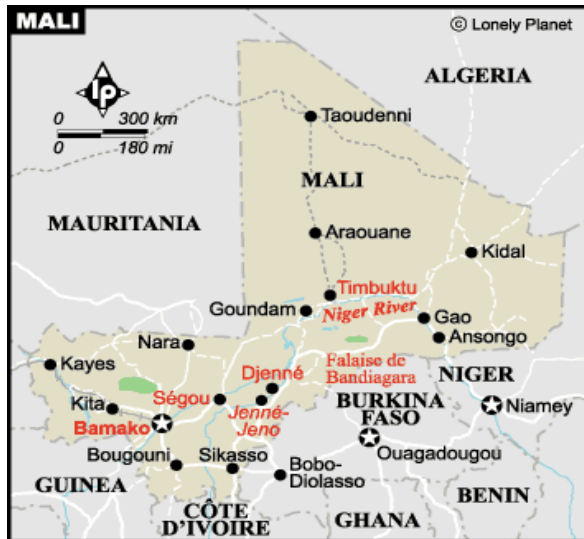 MALI
© Lonely Planet
ALGERIA
lp
0 300 km
0 180 mi
Taoudenni
MALI
MAURITANIA
Araouane
Kidal
Timbuktu
Goundam
Niger River
Gao
Nara
Ansongo
Kayes
Falaise de
Bandiagara
Djenné
NIGER
Ségou
Kita
Jenné-
Jeno
BURKINA
FASO
Niamey
Bamako
Ouagadougou
Bougouni
Sikasso
Bobo-
Diolasso
GUINEA
BENIN
CÔTE
D'IVOIRE
GHANA